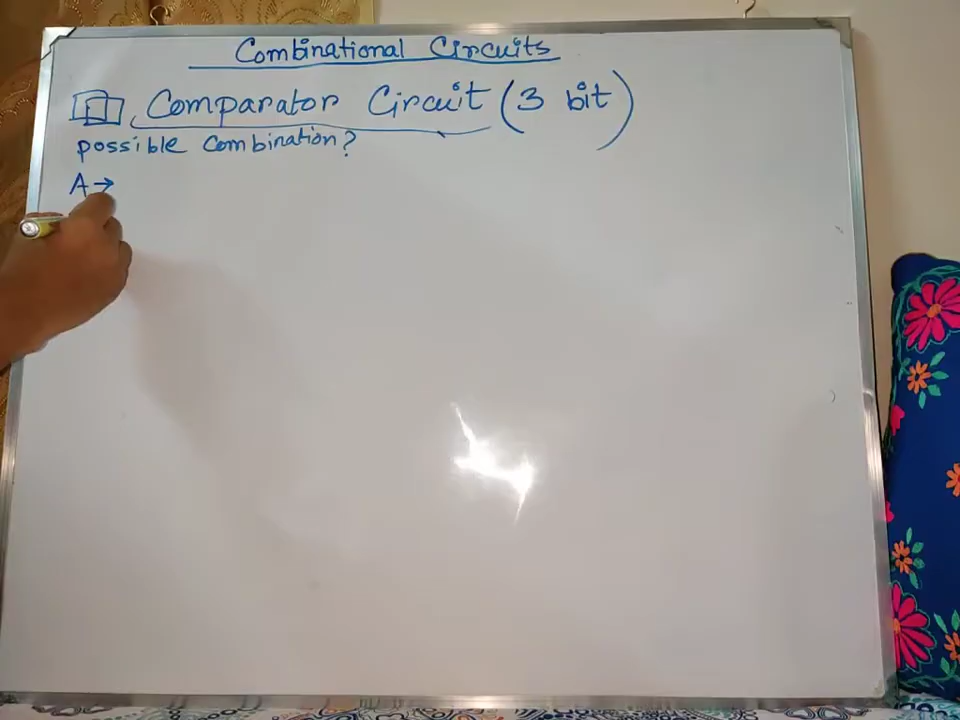 Combinational Circuits
Comparator Circuit (3 bit)
possible Combination?
A →